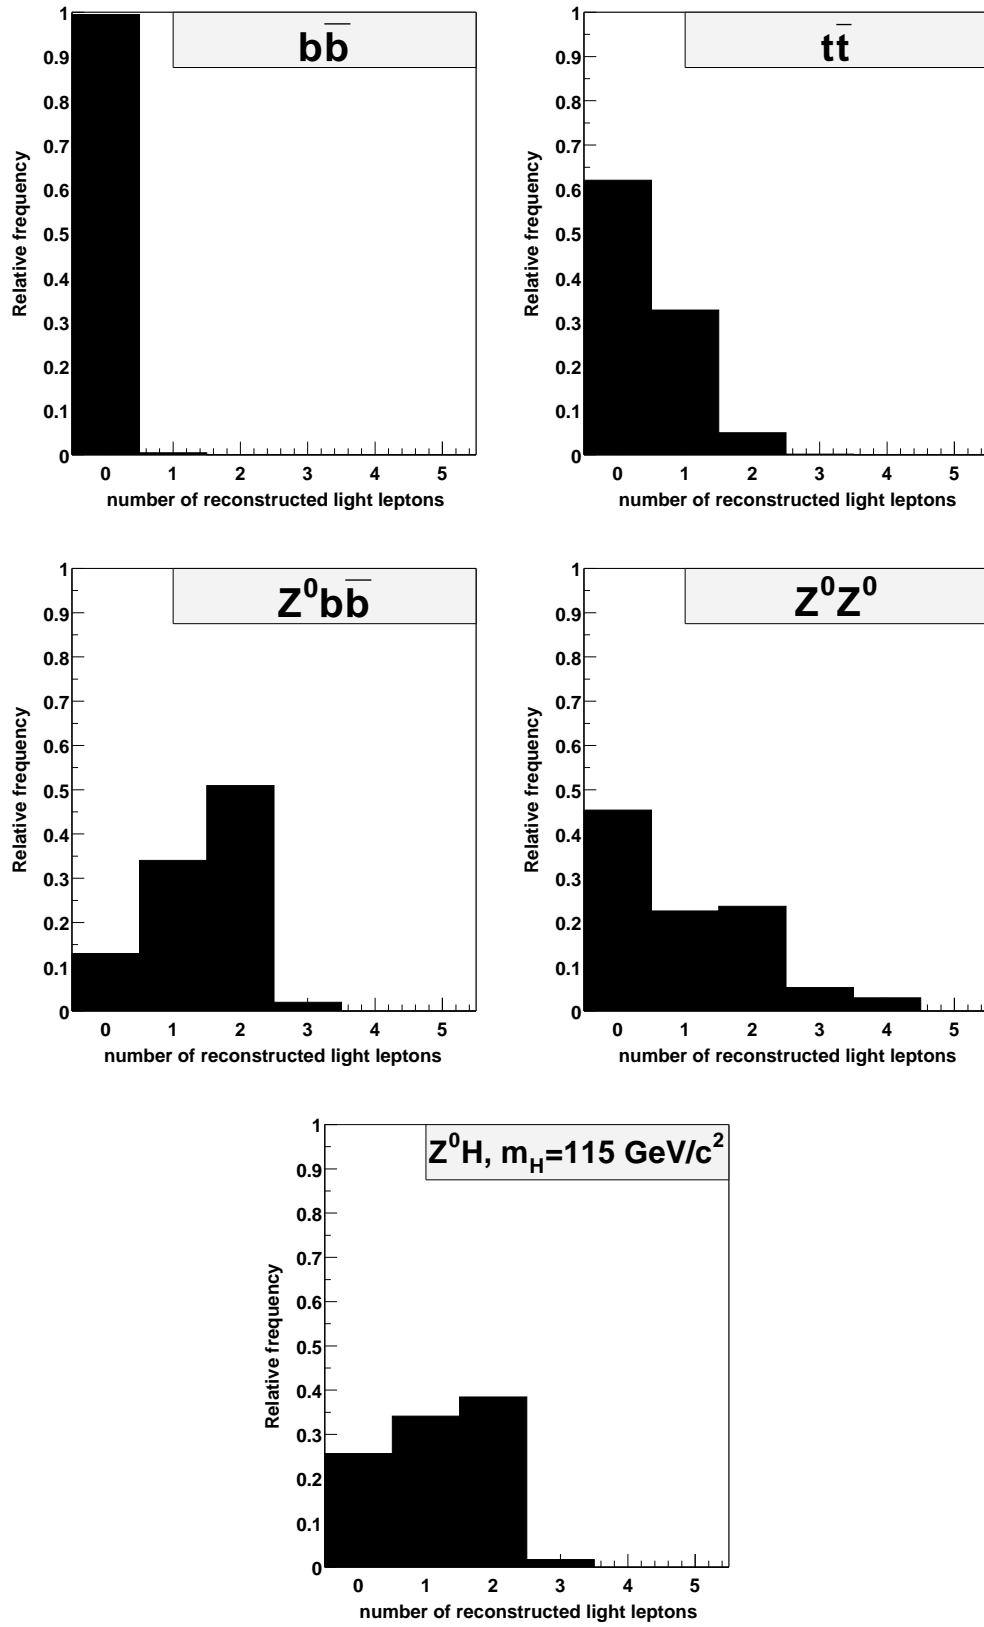 bb̅
1
0.9
0.8
0.7
0.6
0.5
0.4
0.3
0.2
0.1
0
Relative frequency
0 1 2 3 4 5
number of reconstructed light leptons
tt̅
1
0.9
0.8
0.7
0.6
0.5
0.4
0.3
0.2
0.1
0
Relative frequency
0 1 2 3 4 5
number of reconstructed light leptons
Z⁰bb̅
1
0.9
0.8
0.7
0.6
0.5
0.4
0.3
0.2
0.1
0
Relative frequency
0 1 2 3 4 5
number of reconstructed light leptons
Z⁰Z⁰
1
0.9
0.8
0.7
0.6
0.5
0.4
0.3
0.2
0.1
0
Relative frequency
0 1 2 3 4 5
number of reconstructed light leptons
Z⁰H, m_H=115 GeV/c²
1
0.9
0.8
0.7
0.6
0.5
0.4
0.3
0.2
0.1
0
Relative frequency
0 1 2 3 4 5
number of reconstructed light leptons